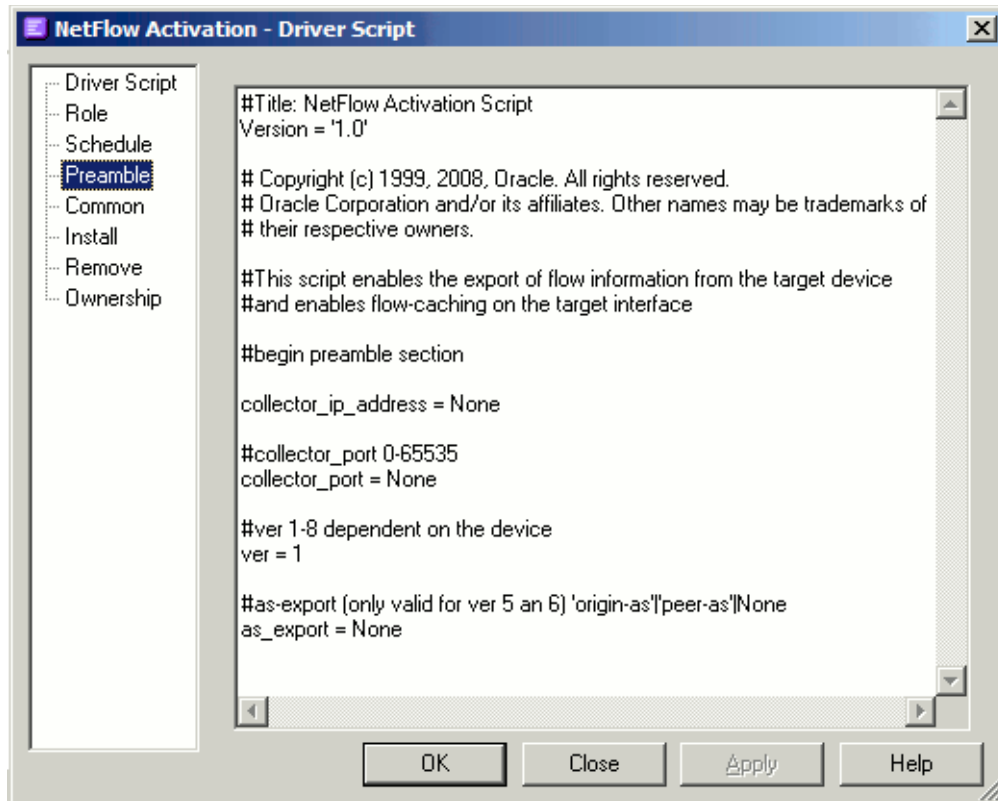 NetFlow Activation - Driver Script
Driver Script
Role
Schedule
Preamble
Common
Install
Remove
Ownership
#Title: NetFlow Activation Script
Version = '1.0'
# Copyright (c) 1999, 2008, Oracle. All rights reserved.
# Oracle Corporation and/or its affiliates. Other names may be trademarks of
# their respective owners.
#This script enables the export of flow information from the target device
#and enables flow-caching on the target interface
#begin preamble section
collector_ip_address = None
#collector_port 0-65535
collector_port = None
#ver 1-8 dependent on the device
ver = 1
#as-export (only valid for ver 5 an 6) 'origin-as'|'peer-as'|None
as_export = None
OK
Close
Apply
Help